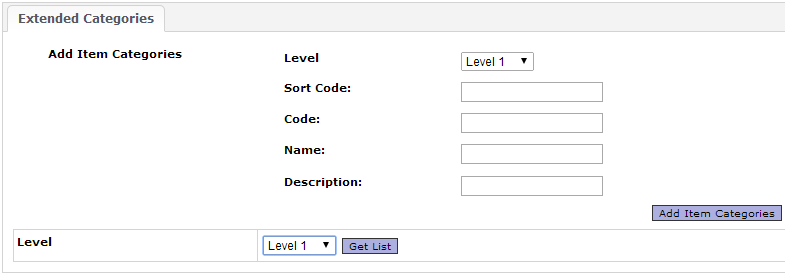 Extended Categories
Add Item Categories
Level Level 1
Sort Code:
Code:
Name:
Description:
Add Item Categories
Level Level 1 Get List